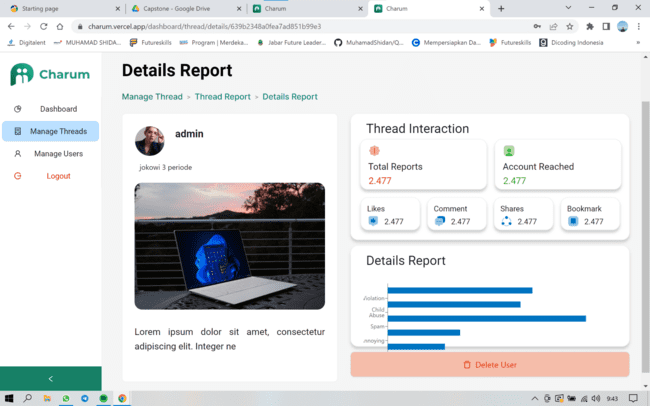 Starting page
Capstone - Google Drive
Charum
Charum
charum.vercel.app/dashboard/thread/details/639b2348a0fea7ad851b99e3
Digitalent
MUHAMAD SHIDA...
Futureskills
Program | Merdeka...
Jabar Future Leader...
MuhamadShidan/Q...
Mempersiapkan Da...
Futureskills
Dicoding Indonesia
Charum
Dashboard
Manage Threads
Manage Users
Logout
Details Report
Manage Thread > Thread Report > Details Report
admin
jokowi 3 periode
Lorem ipsum dolor sit amet, consectetur
adipiscing elit. Integer ne
Thread Interaction
Total Reports
2.477
Account Reached
2.477
Likes
2.477
Comment
2.477
Shares
2.477
Bookmark
2.477
Details Report
Violation
Child
Abuse
Spam
Annoying
Delete User
9:43